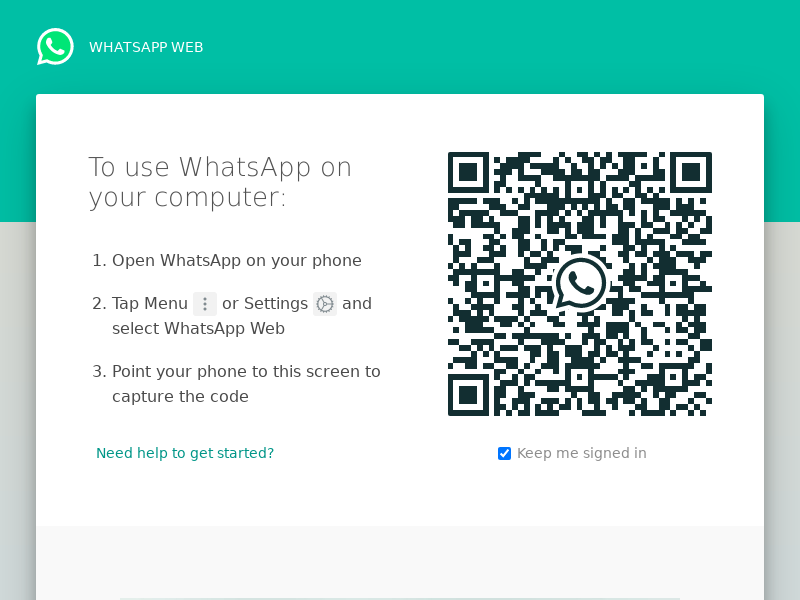 WHATSAPP WEB
To use WhatsApp on
your computer:
1. Open WhatsApp on your phone
2. Tap Menu or Settings and
select WhatsApp Web
3. Point your phone to this screen to
capture the code
Need help to get started?
Keep me signed in